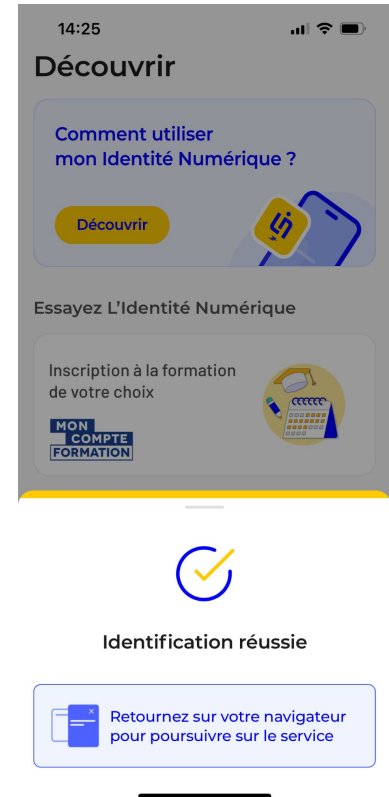 14:25
Découvrir
Comment utiliser
mon Identité Numérique ?
Découvrir
Essayez L'Identité Numérique
Inscription à la formation
de votre choix
MON
COMPTE
FORMATION
Identification réussie
Retournez sur votre navigateur
pour poursuivre sur le service